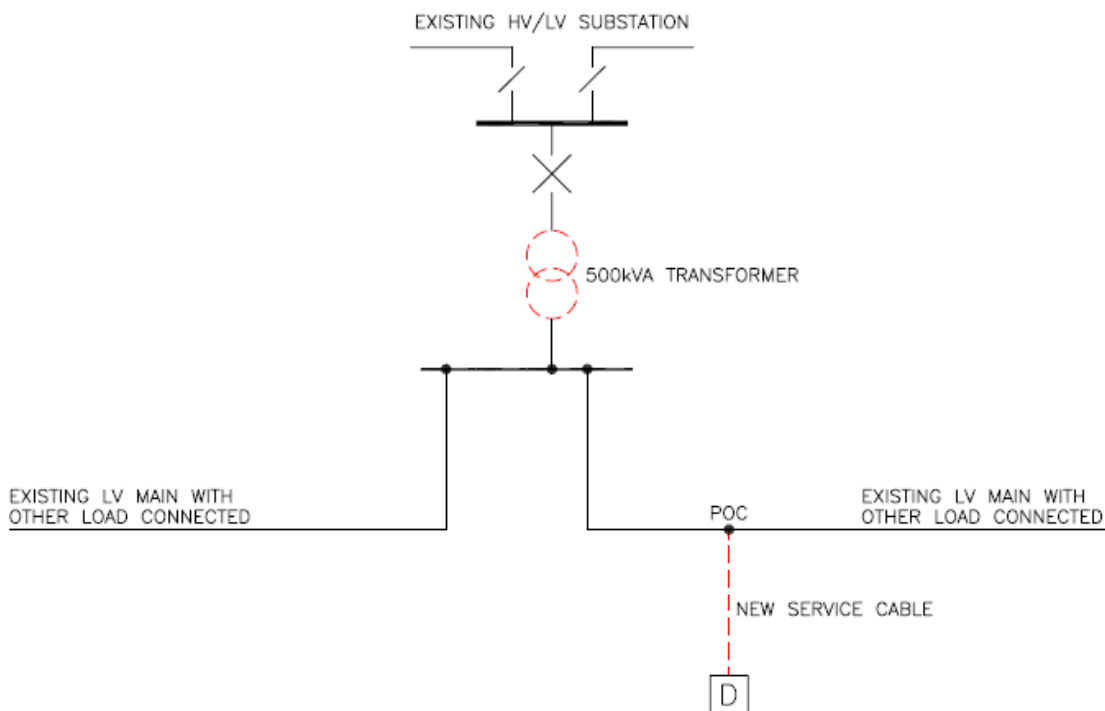 EXISTING HV/LV SUBSTATION
500kVA TRANSFORMER
EXISTING LV MAIN WITH
OTHER LOAD CONNECTED
POC
EXISTING LV MAIN WITH
OTHER LOAD CONNECTED
NEW SERVICE CABLE
D